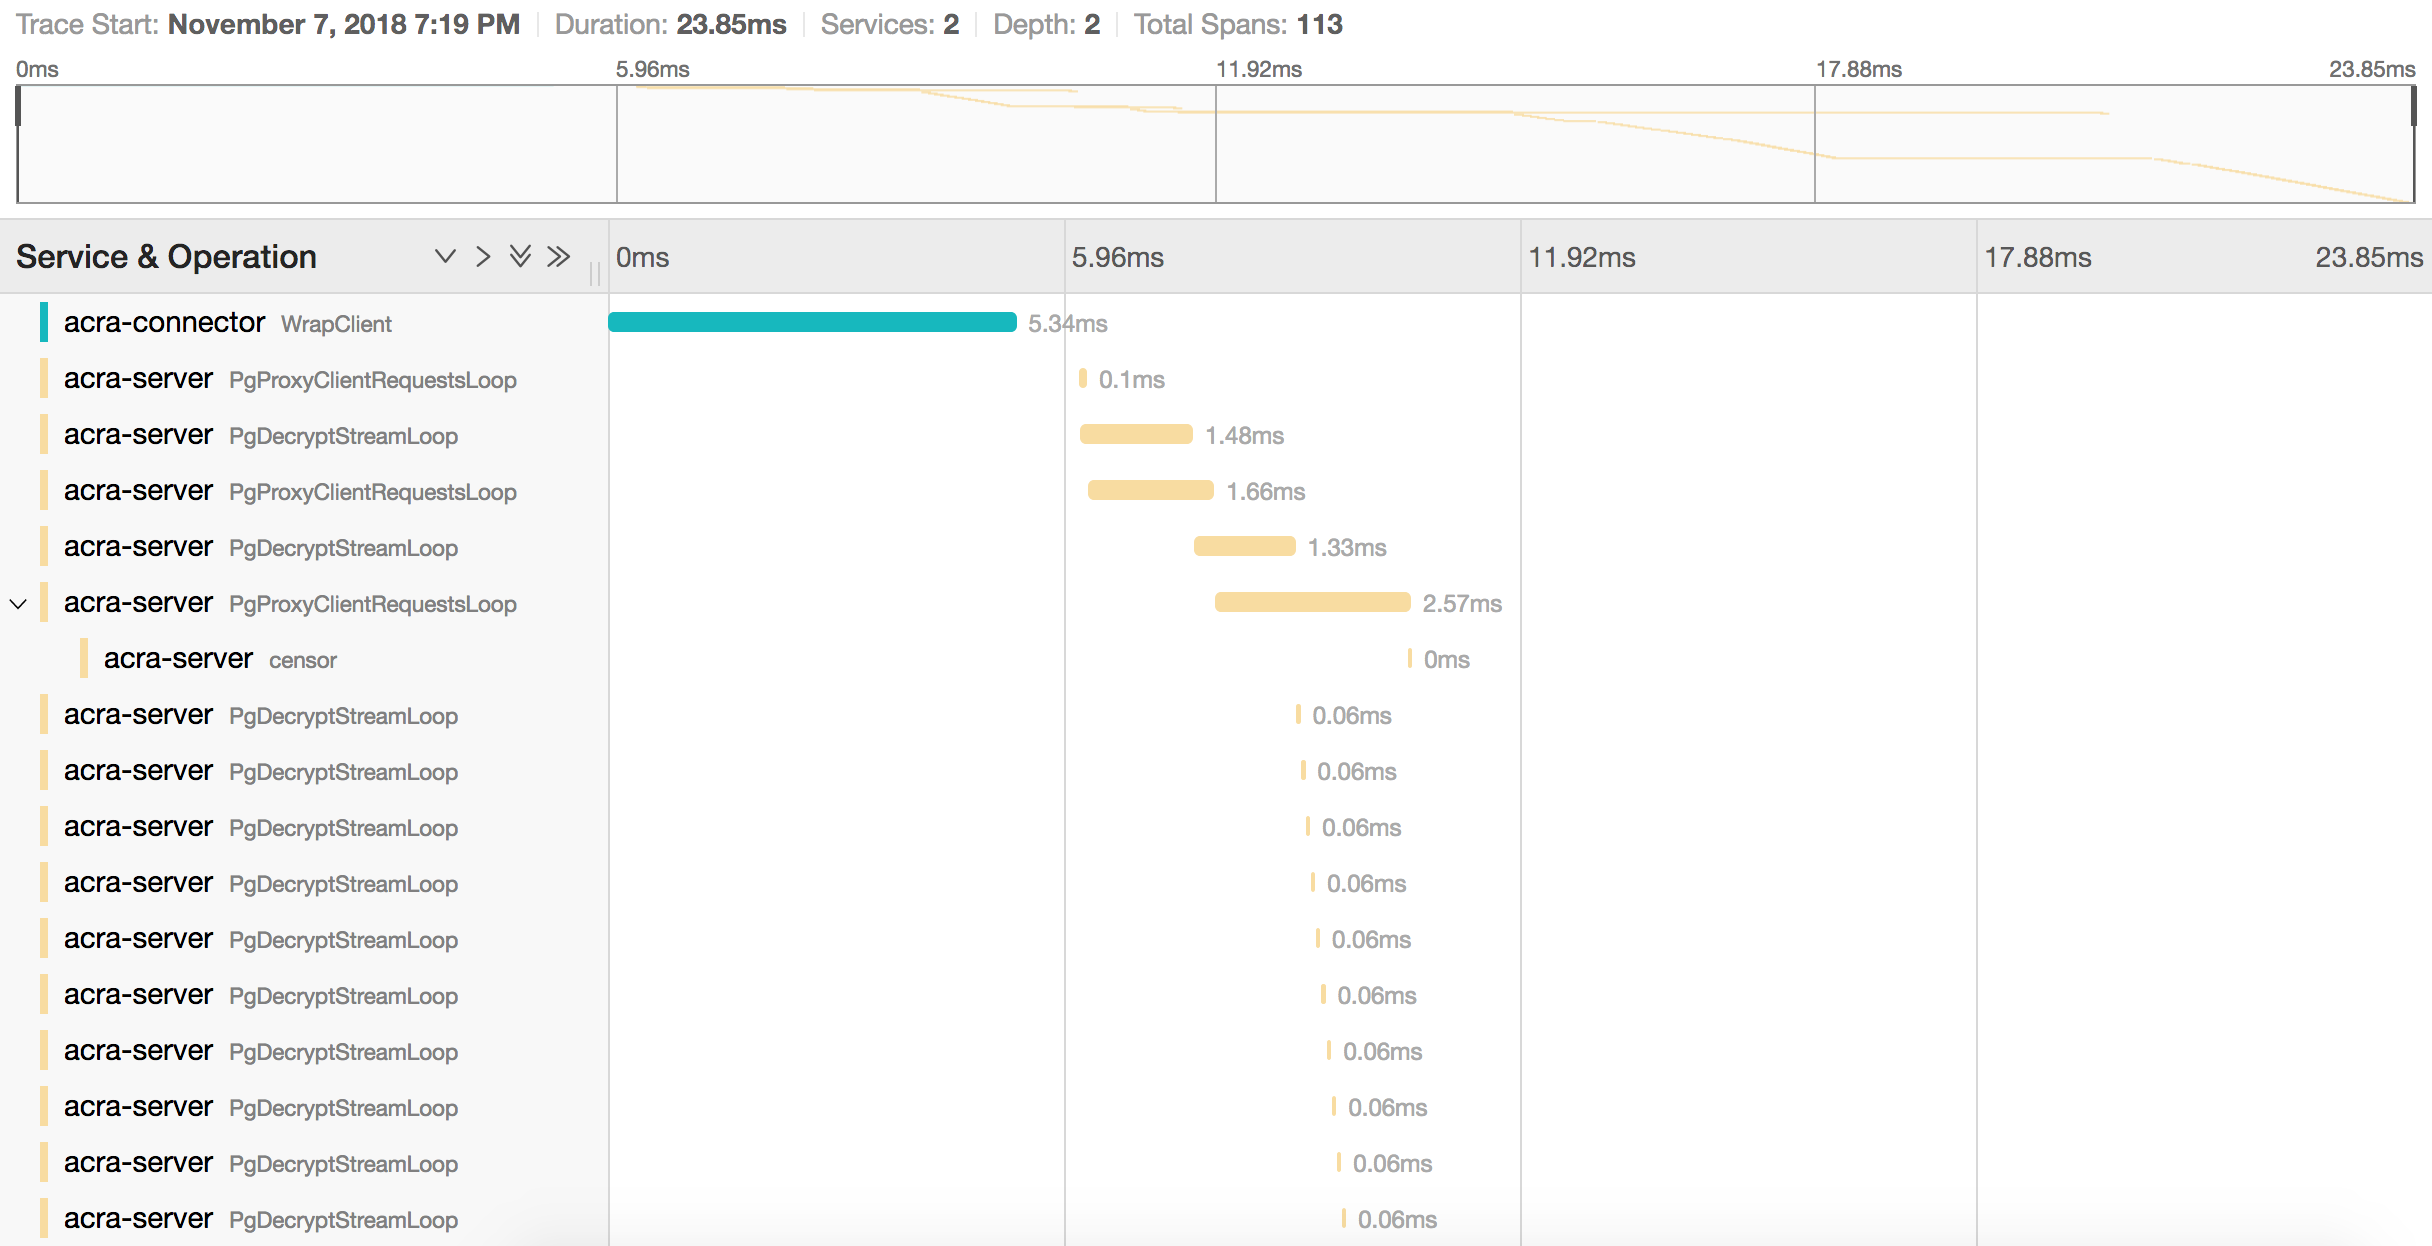 Trace Start: November 7, 2018 7:19 PM Duration: 23.85ms Services: 2 Depth: 2 Total Spans: 113
0ms 5.96ms 11.92ms 17.88ms 23.85ms
Service & Operation 0ms 5.96ms 11.92ms 17.88ms 23.85ms
acra-connector WrapClient 5.34ms
acra-server PgProxyClientRequestsLoop 0.1ms
acra-server PgDecryptStreamLoop 1.48ms
acra-server PgProxyClientRequestsLoop 1.66ms
acra-server PgDecryptStreamLoop 1.33ms
acra-server PgProxyClientRequestsLoop 2.57ms
acra-server censor 0ms
acra-server PgDecryptStreamLoop 0.06ms
acra-server PgDecryptStreamLoop 0.06ms
acra-server PgDecryptStreamLoop 0.06ms
acra-server PgDecryptStreamLoop 0.06ms
acra-server PgDecryptStreamLoop 0.06ms
acra-server PgDecryptStreamLoop 0.06ms
acra-server PgDecryptStreamLoop 0.06ms
acra-server PgDecryptStreamLoop 0.06ms
acra-server PgDecryptStreamLoop 0.06ms
acra-server PgDecryptStreamLoop 0.06ms